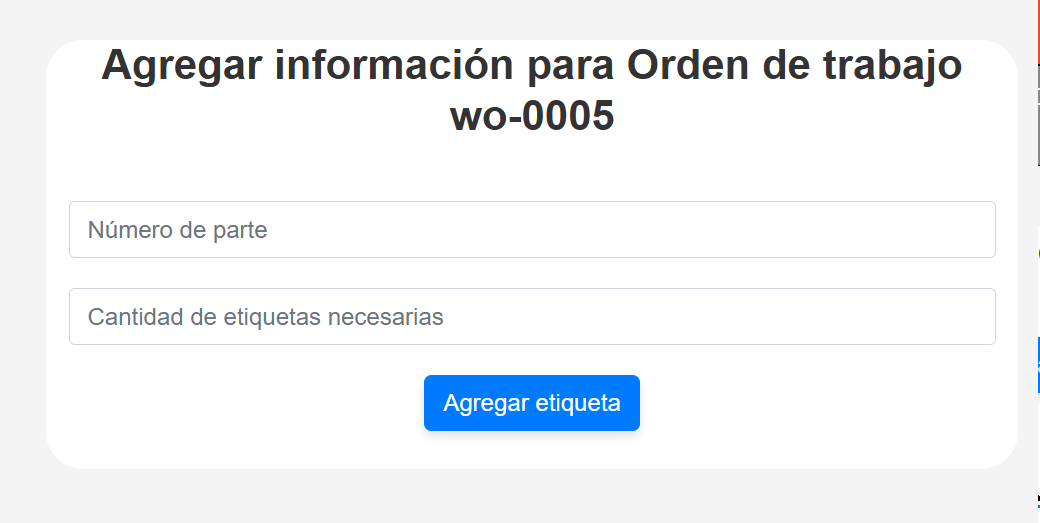 Agregar información para Orden de trabajo
wo-0005
Número de parte
Cantidad de etiquetas necesarias
Agregar etiqueta